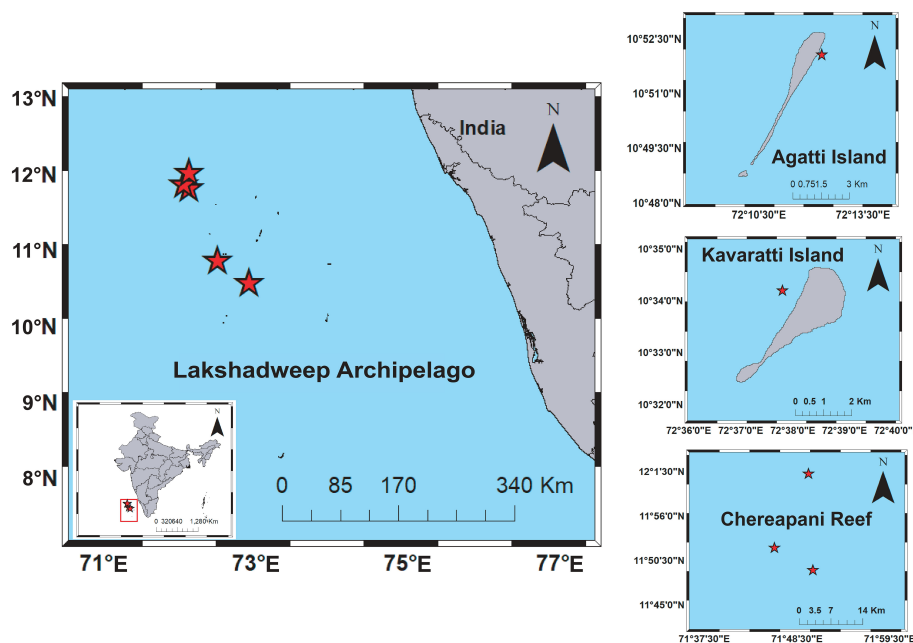 13°N
12°N
11°N
10°N
9°N
8°N
71°E
73°E
75°E
77°E
India
N
Lakshadweep Archipelago
0 85 170 340 Km
N
0 320640 1,280 Km
10°52'30"N
10°51'0"N
10°49'30"N
10°48'0"N
72°10'30"E
72°13'30"E
N
Agatti Island
0 0.751.5 3 Km
10°35'0"N
10°34'0"N
10°33'0"N
10°32'0"N
72°36'0"E
72°37'0"E
72°38'0"E
72°39'0"E
72°40'0"E
Kavaratti Island
N
0 0.5 1 2 Km
12°1'30"N
11°56'0"N
11°50'30"N
11°45'0"N
71°37'30"E
71°48'30"E
71°59'30"E
N
Chereapani Reef
0 3.5 7 14 Km